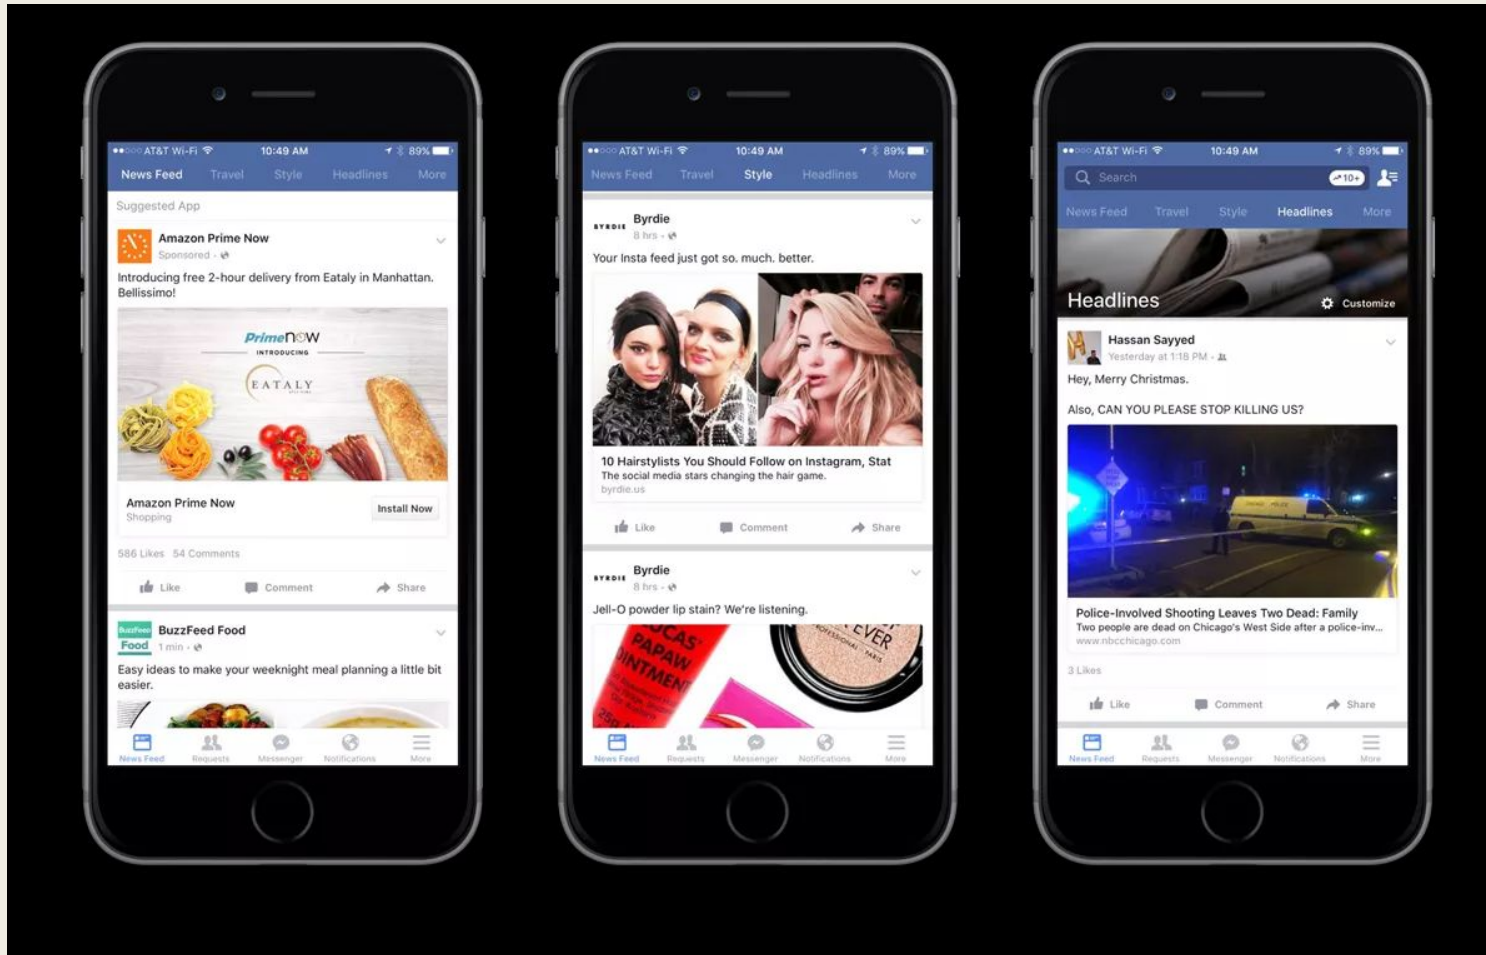 AT&T Wi-Fi 10:49 AM 89%
News Feed Travel Style Headlines More
Suggested App
Amazon Prime Now
Sponsored
Introducing free 2-hour delivery from Eataly in Manhattan.
Bellissimo!
PrimeNOW
INTRODUCING
EATALY
Amazon Prime Now
Shopping
Install Now
586 Likes 54 Comments
Like Comment Share
BuzzFeed
Food
BuzzFeed Food
1 min
Easy ideas to make your weeknight meal planning a little bit
easier.
News Feed Requests Messenger Notifications More
AT&T Wi-Fi 10:49 AM 89%
News Feed Travel Style Headlines More
BYRDIE
Byrdie
8 hrs
Your Insta feed just got so. much. better.
10 Hairstylists You Should Follow on Instagram, Stat
The social media stars changing the hair game.
byrdie.us
Like Comment Share
BYRDIE
Byrdie
8 hrs
Jell-O powder lip stain? We're listening.
LUCAS'
PAPAW
OINTMENT
25g
EVER
PROFESSIONAL - PARIS
News Feed Requests Messenger Notifications More
AT&T Wi-Fi 10:49 AM 89%
Search 10+
News Feed Travel Style Headlines More
Headlines
Customize
Hassan Sayyed
Yesterday at 1:18 PM
Hey, Merry Christmas.
Also, CAN YOU PLEASE STOP KILLING US?
CHICAGO POLICE
Police-Involved Shooting Leaves Two Dead: Family
Two people are dead on Chicago's West Side after a police-inv...
www.nbcchicago.com
3 Likes
Like Comment Share
News Feed Requests Messenger Notifications More